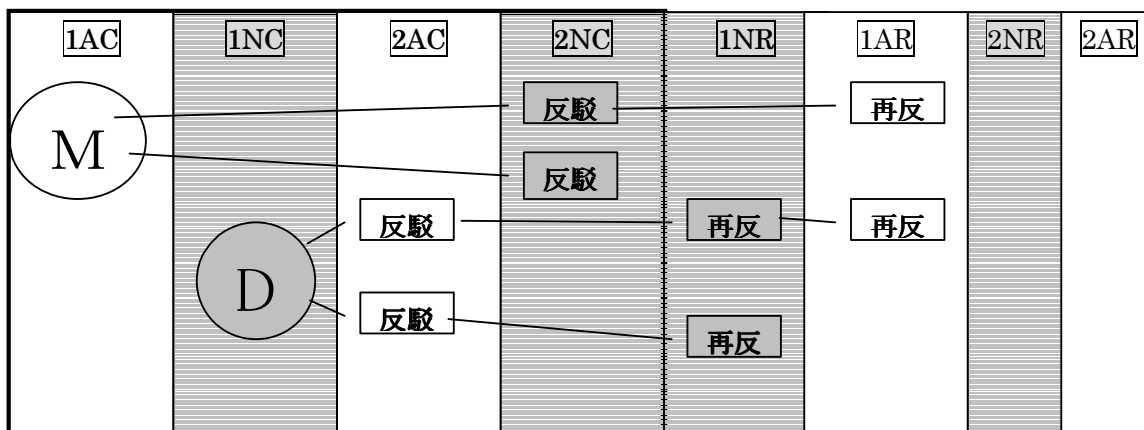 1AC 1NC 2AC 2NC 1NR 1AR 2NR 2AR
反駁 再反
M
反駁
反駁 再反 再反
D
反駁 再反